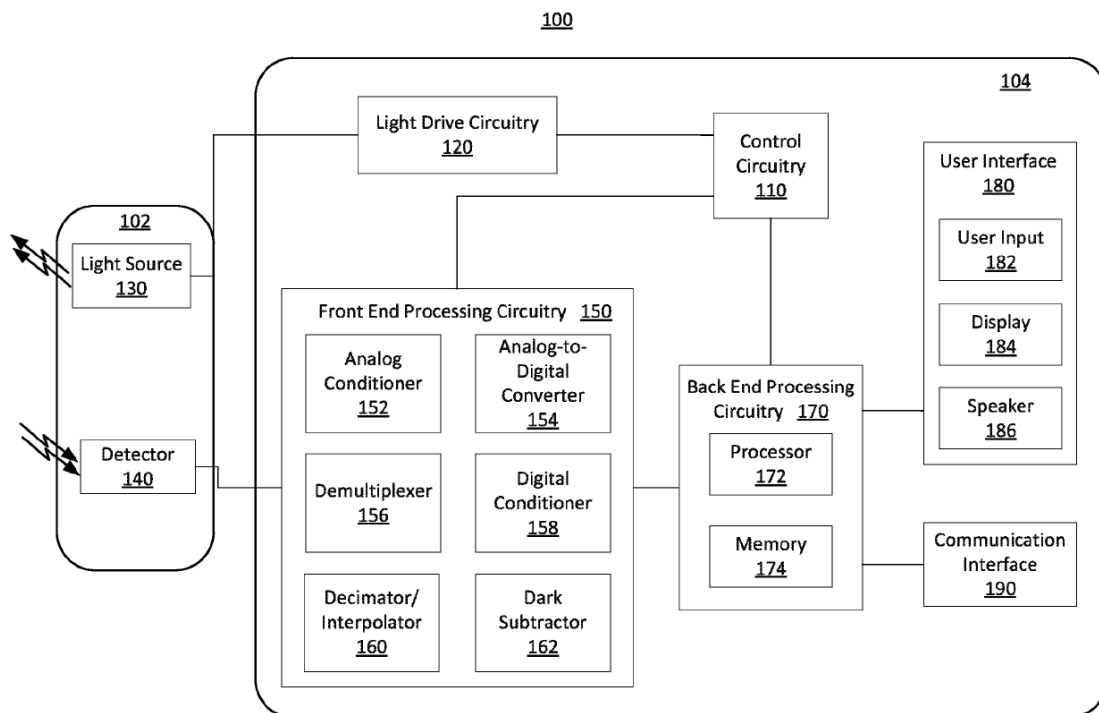 100
104
Light Drive Circuitry
120
Control
Circuitry
110
User Interface
180
User Input
182
Display
184
Speaker
186
102
Light Source
130
Detector
140
Front End Processing Circuitry 150
Analog
Conditioner
152
Analog-to-
Digital
Converter
154
Demultiplexer
156
Digital
Conditioner
158
Decimator/
Interpolator
160
Dark
Subtractor
162
Back End Processing
Circuitry 170
Processor
172
Memory
174
Communication
Interface
190